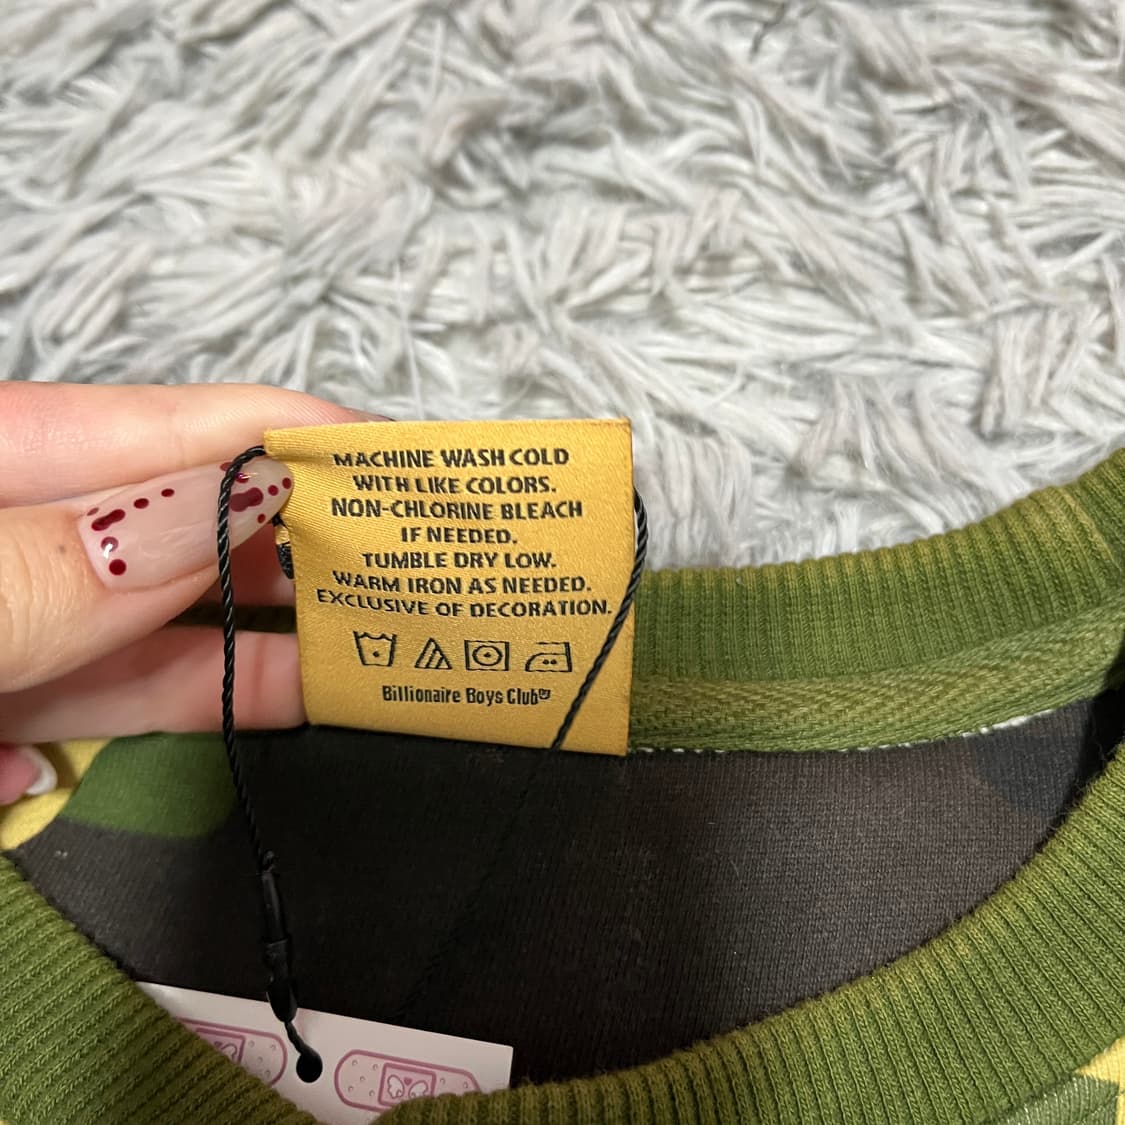 MACHINE WASH COLD
WITH LIKE COLORS.
NON-CHLORINE BLEACH
IF NEEDED.
TUMBLE DRY LOW.
WARM IRON AS NEEDED.
EXCLUSIVE OF DECORATION.
Billionaire Boys Club